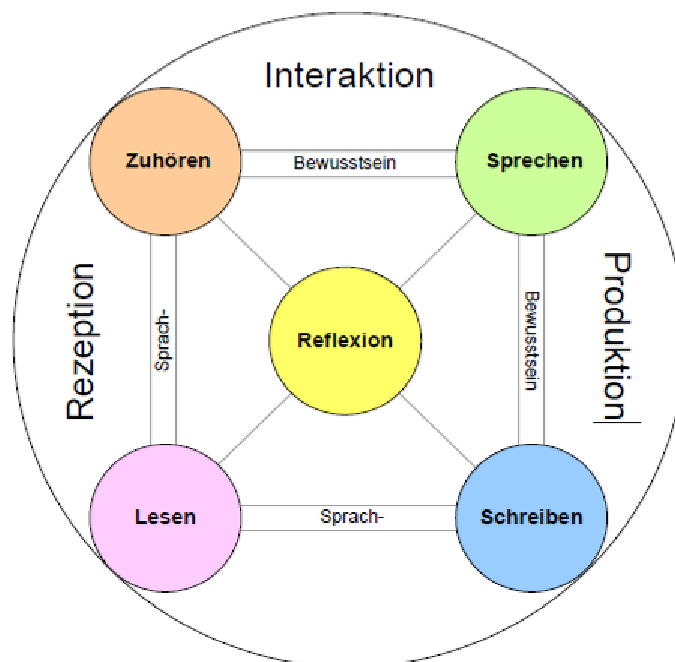 Interaktion
Zuhören
Bewusstsein
Sprechen
Rezeption
Sprach-
Reflexion
Bewusstsein
Produktion
Lesen
Sprach-
Schreiben